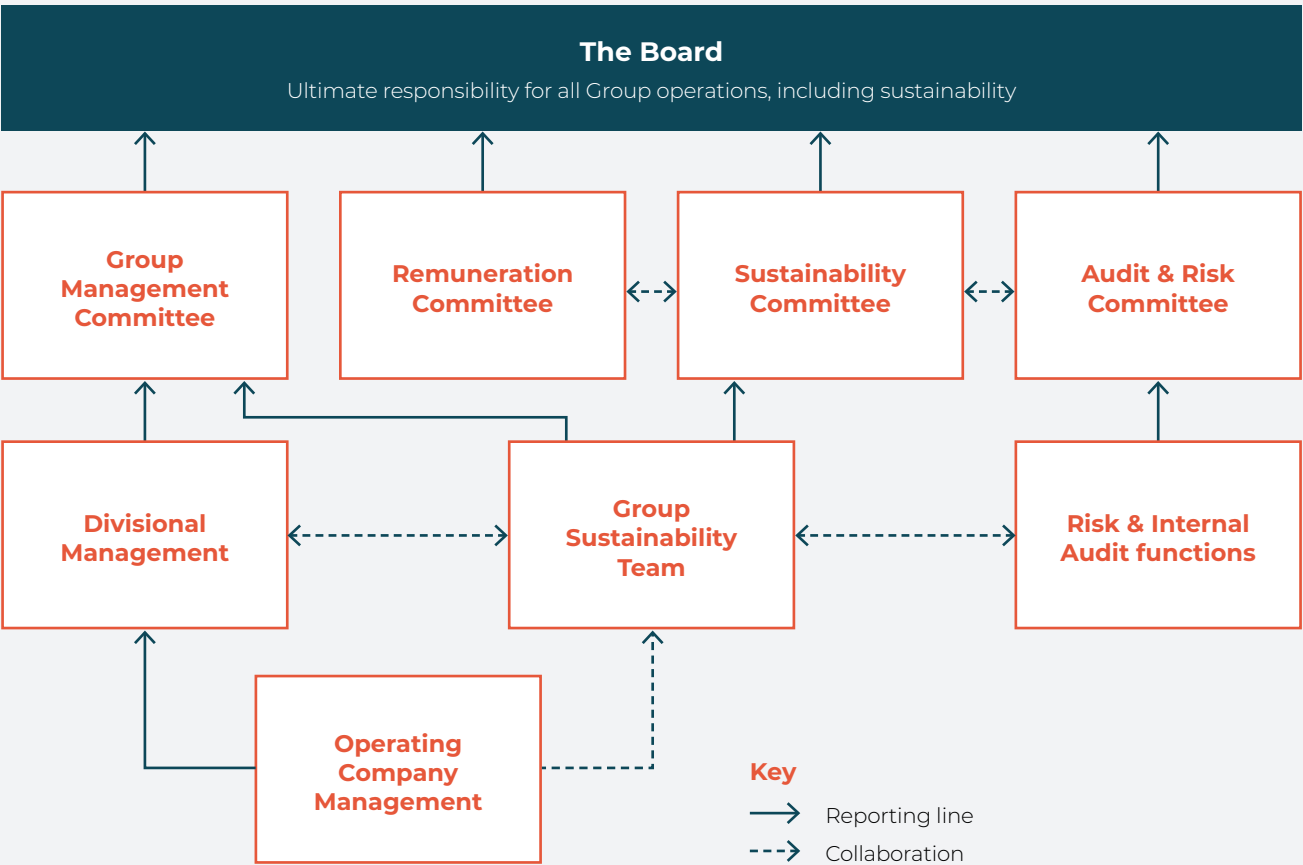 The Board
Ultimate responsibility for all Group operations, including sustainability
Group
Management
Committee
Remuneration
Committee
Sustainability
Committee
Audit & Risk
Committee
Divisional
Management
Group
Sustainability
Team
Risk & Internal
Audit functions
Operating
Company
Management
Key
Reporting line
Collaboration